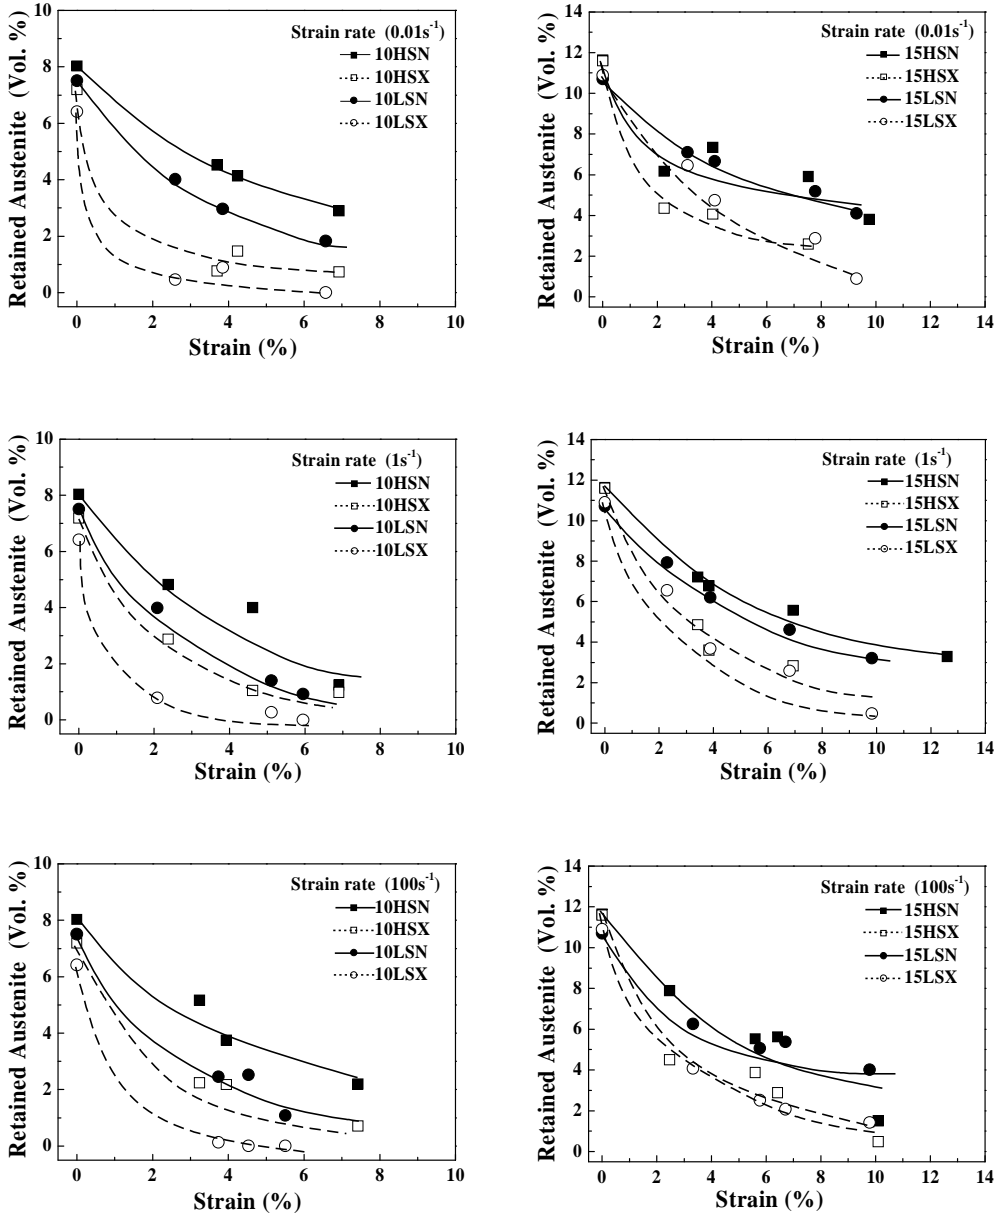 Retained Austenite (Vol. %)
10
8
6
4
2
0
Strain rate (0.01s-1)
10HSN
10HSX
10LSN
10LSX
0 2 4 6 8 10
Strain (%)
Retained Austenite (Vol. %)
14
12
10
8
6
4
2
0
Strain rate (0.01s-1)
15HSN
15HSX
15LSN
15LSX
0 2 4 6 8 10 12 14
Strain (%)
Retained Austenite (Vol. %)
10
8
6
4
2
0
Strain rate (1s-1)
10HSN
10HSX
10LSN
10LSX
0 2 4 6 8 10
Strain (%)
Retained Austenite (Vol. %)
14
12
10
8
6
4
2
0
Strain rate (1s-1)
15HSN
15HSX
15LSN
15LSX
0 2 4 6 8 10 12 14
Strain (%)
Retained Austenite (Vol. %)
10
8
6
4
2
0
Strain rate (100s-1)
10HSN
10HSX
10LSN
10LSX
0 2 4 6 8 10
Strain (%)
Retained Austenite (Vol. %)
14
12
10
8
6
4
2
0
Strain rate (100s-1)
15HSN
15HSX
15LSN
15LSX
0 2 4 6 8 10 12 14
Strain (%)